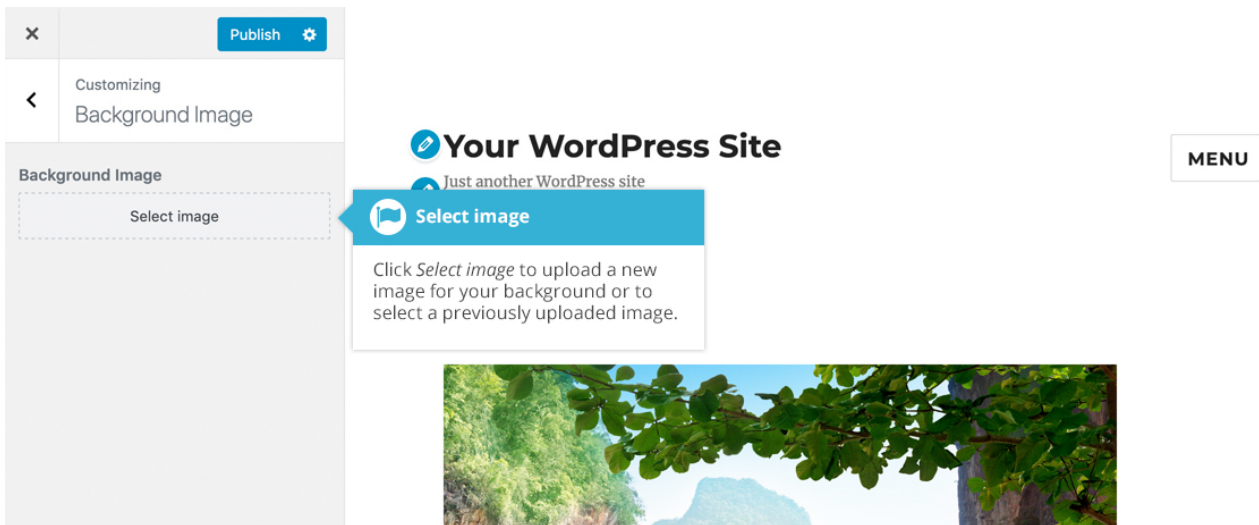 Publish
Customizing
Background Image
Background Image
Select image
Your WordPress Site
Just another WordPress site
MENU
Select image
Click Select image to upload a new
image for your background or to
select a previously uploaded image.